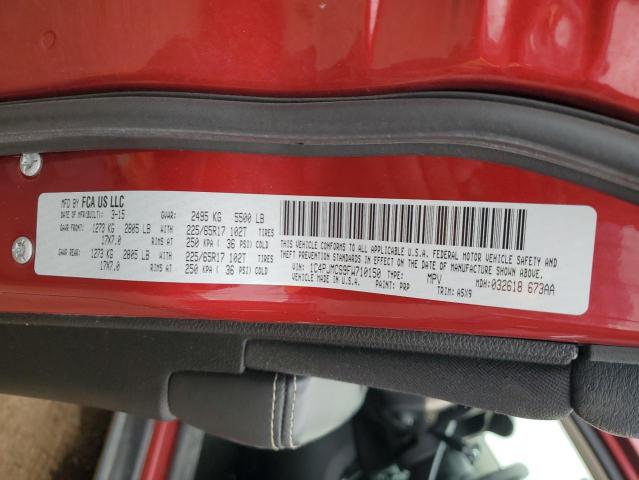 MFD BY FCA US LLC
DATE OF MFR(BUILT): 3-15 GVWR: 2495 KG 5500 LB
GAWR FRONT: 1273 KG 2805 LB WITH 225/65R17 102T TIRES
17X7.0 RIMS AT 250 KPA ( 36 PSI) COLD
GAWR REAR: 1273 KG 2805 LB WITH 225/65R17 102T TIRES
17X7.0 RIMS AT 250 KPA ( 36 PSI) COLD
THIS VEHICLE CONFORMS TO ALL APPLICABLE U.S.A. FEDERAL MOTOR VEHICLE SAFETY, BUMPER AND
THEFT PREVENTION STANDARDS IN EFFECT ON THE DATE OF MANUFACTURE SHOWN ABOVE.
VIN: 1C4PJMCS9FW710150 TYPE: MPV MDH: 032618 673AA
VEHICLE MADE IN U.S.A. PAINT: PRP TRIM: A5X9